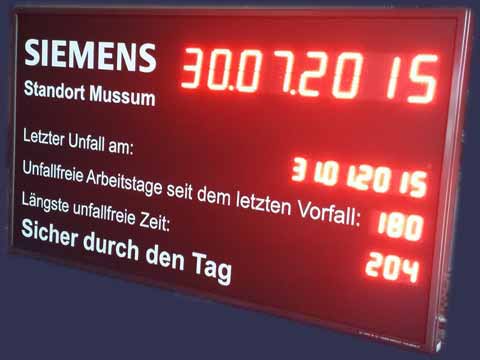 SIEMENS 30.07.2015
Standort Mussum
Letzter Unfall am: 31.01.2015
Unfallfreie Arbeitstage seit dem letzten Vorfall: 180
Längste unfallfreie Zeit: 204
Sicher durch den Tag